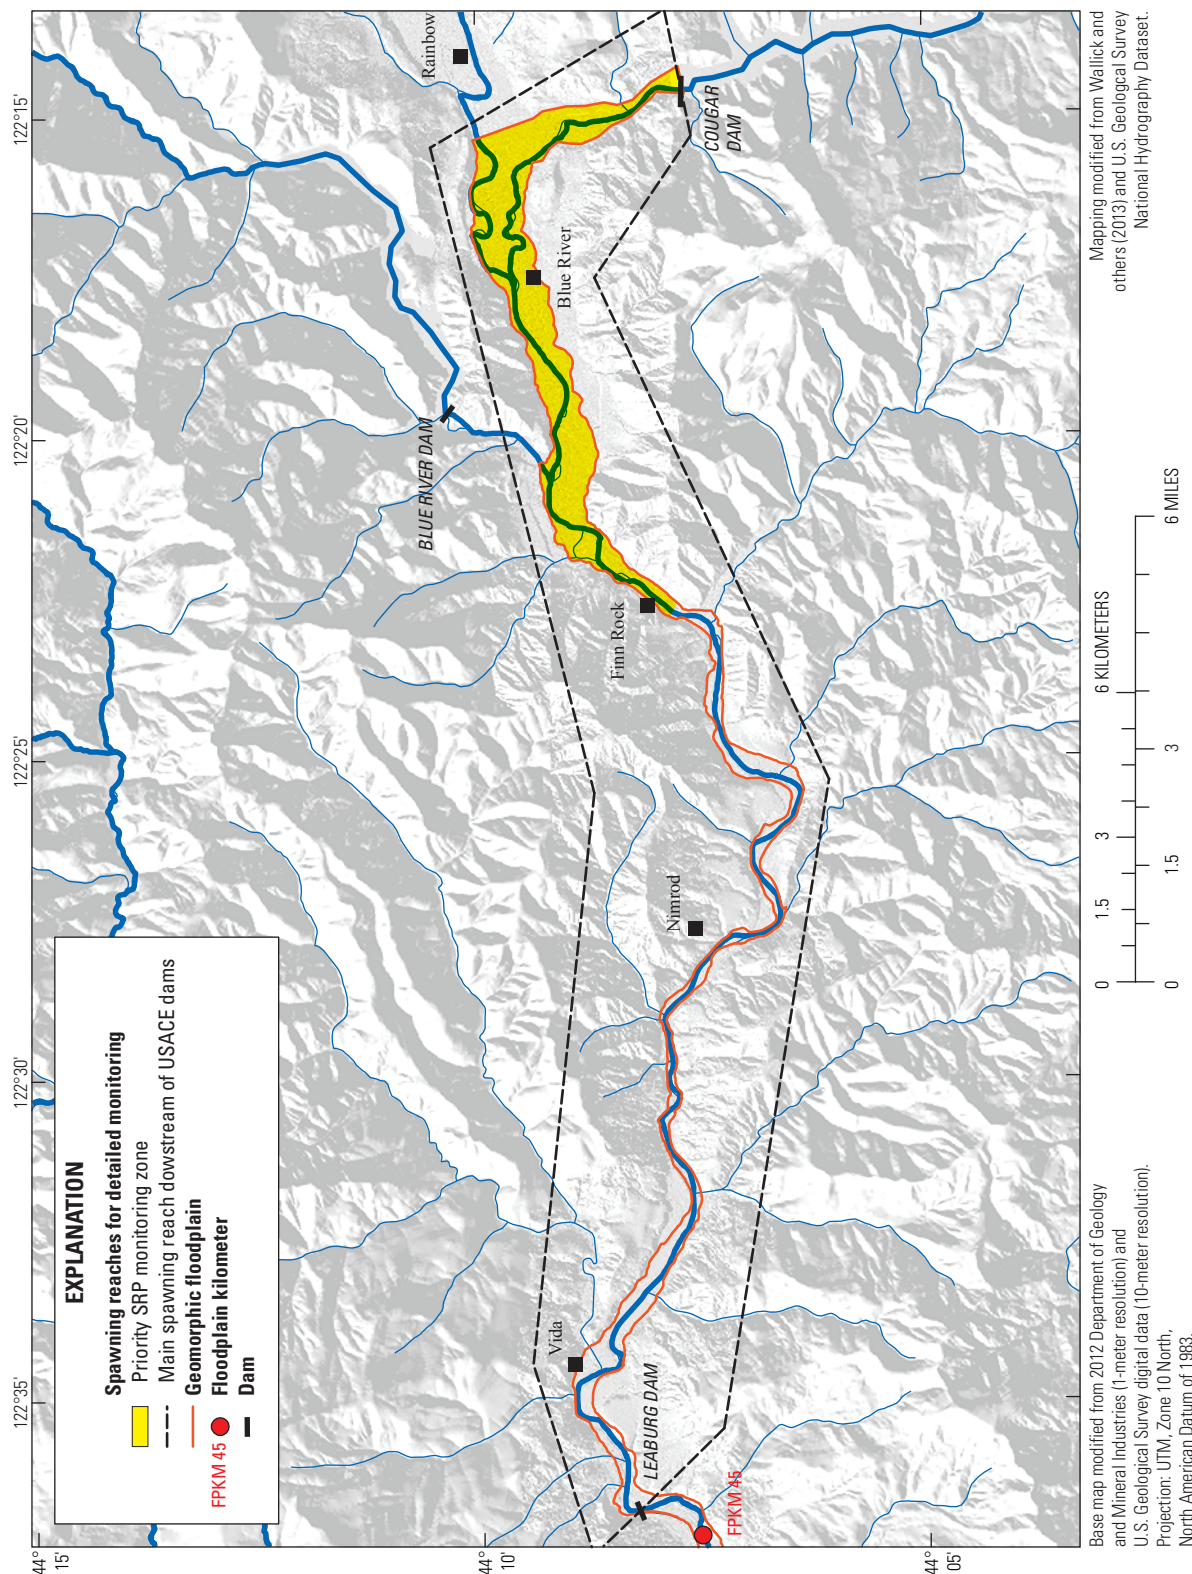 EXPLANATION
Spawning reaches for detailed monitoring
Priority SRP monitoring zone
Main spawning reach downstream of USACE dams
Geomorphic floodplain
FPKM 45 Floodplain kilometer
Dam
122°35'
122°30'
122°25'
122°20'
122°15'
44°
15'
44°
10'
44°
05'
Rainbow
BLUE RIVER DAM
COUGAR
DAM
Blue River
Finn Rock
Nimrod
Vida
LEABURG DAM
FPKM 45
0 1.5 3 6 KILOMETERS
0 1.5 3 6 MILES
Base map modified from 2012 Department of Geology
and Mineral Industries (1-meter resolution) and
U.S. Geological Survey digital data (10-meter resolution).
Projection: UTM, Zone 10 North,
North American Datum of 1983.
Mapping modified from Wallick and
others (2013) and U.S. Geologcal Survey
National Hydrography Dataset.